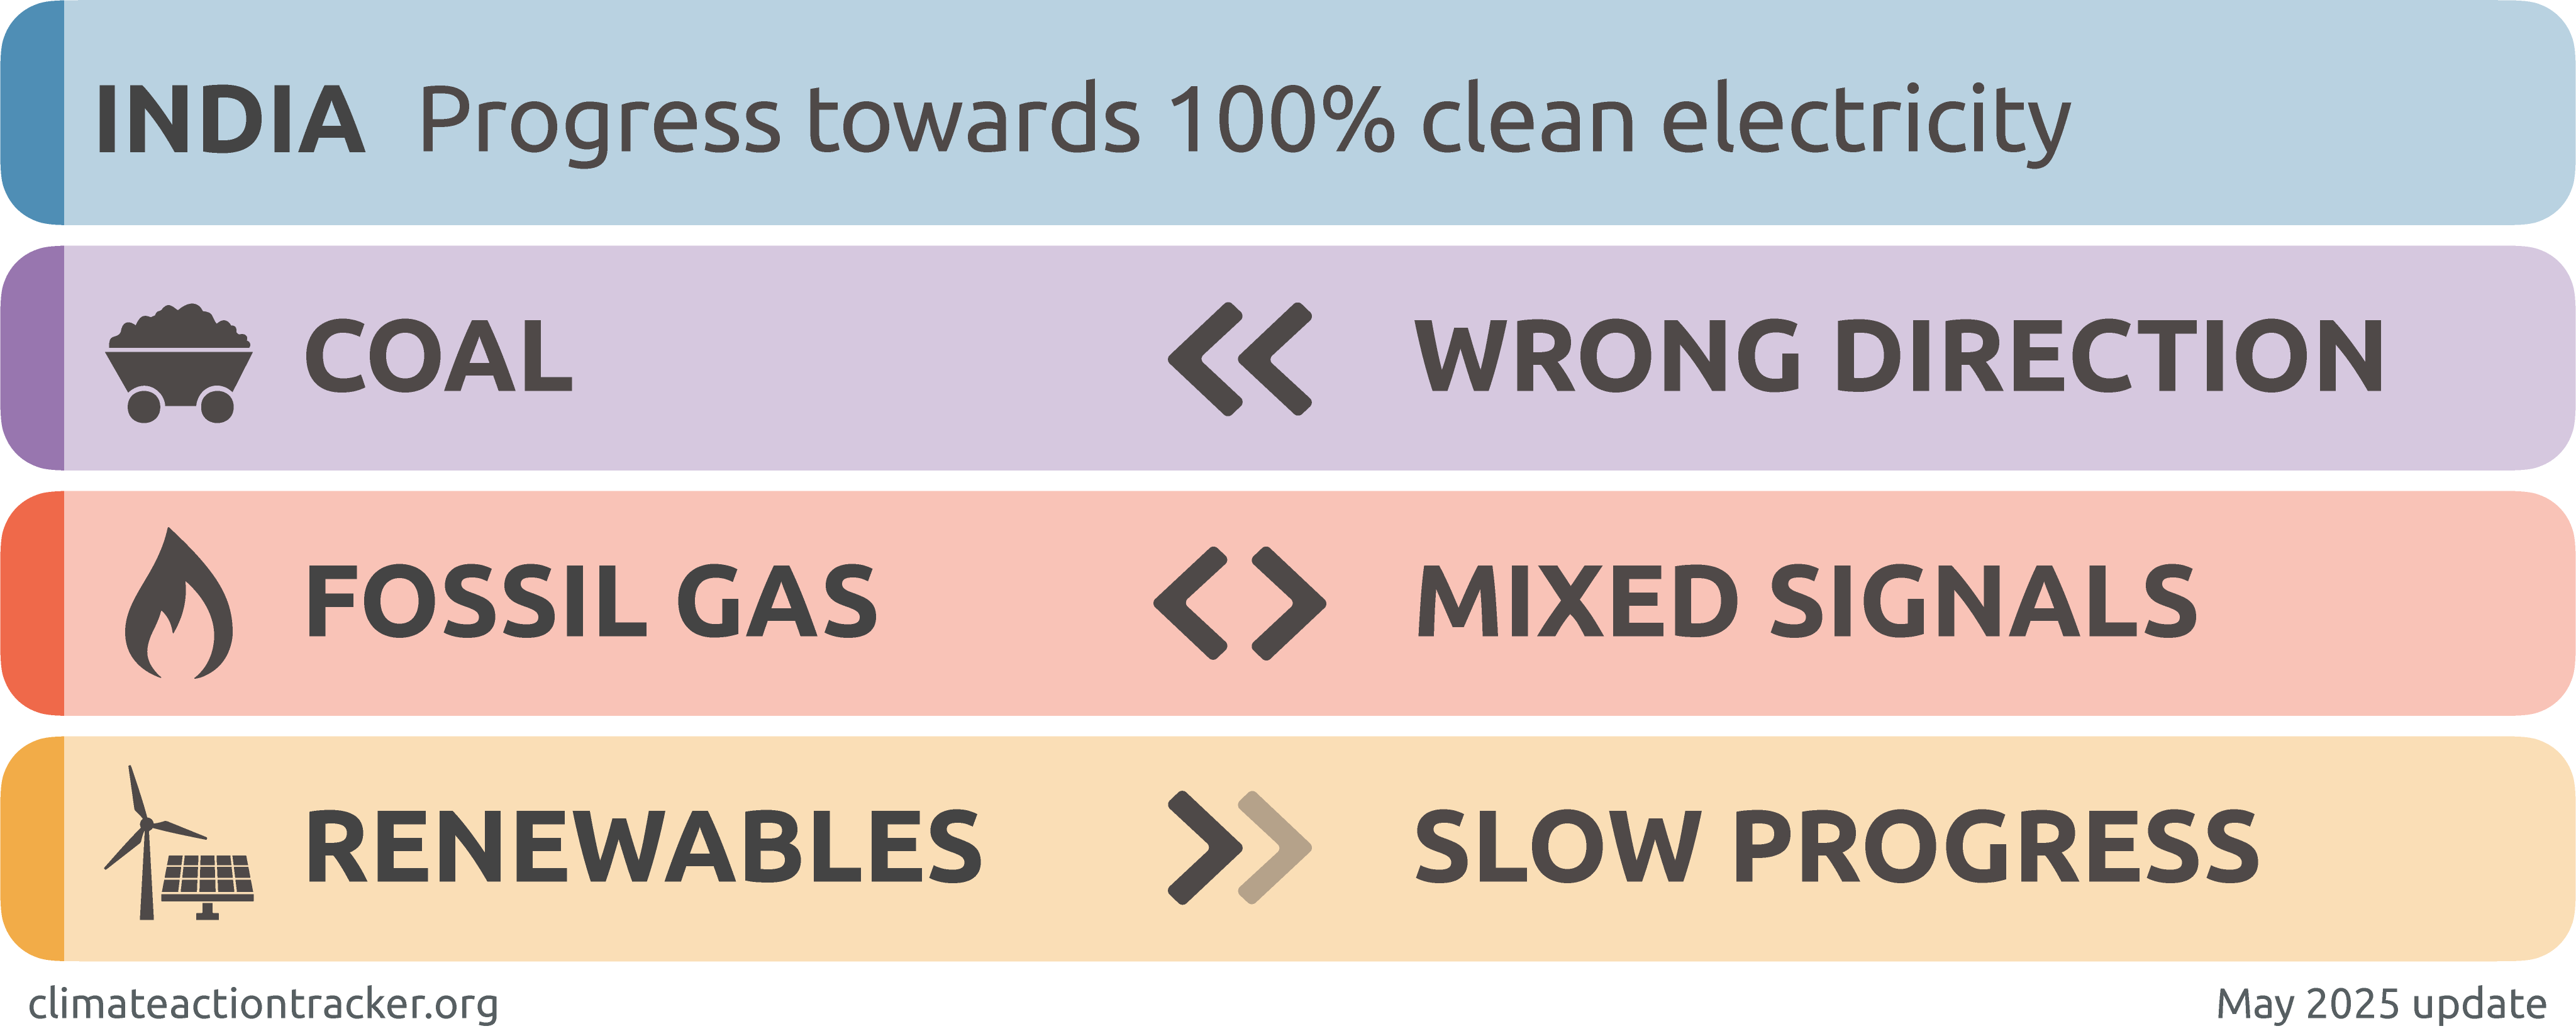 INDIA Progress towards 100% clean electricity
COAL WRONG DIRECTION
FOSSIL GAS MIXED SIGNALS
RENEWABLES SLOW PROGRESS
climateactiontracker.org May 2025 update